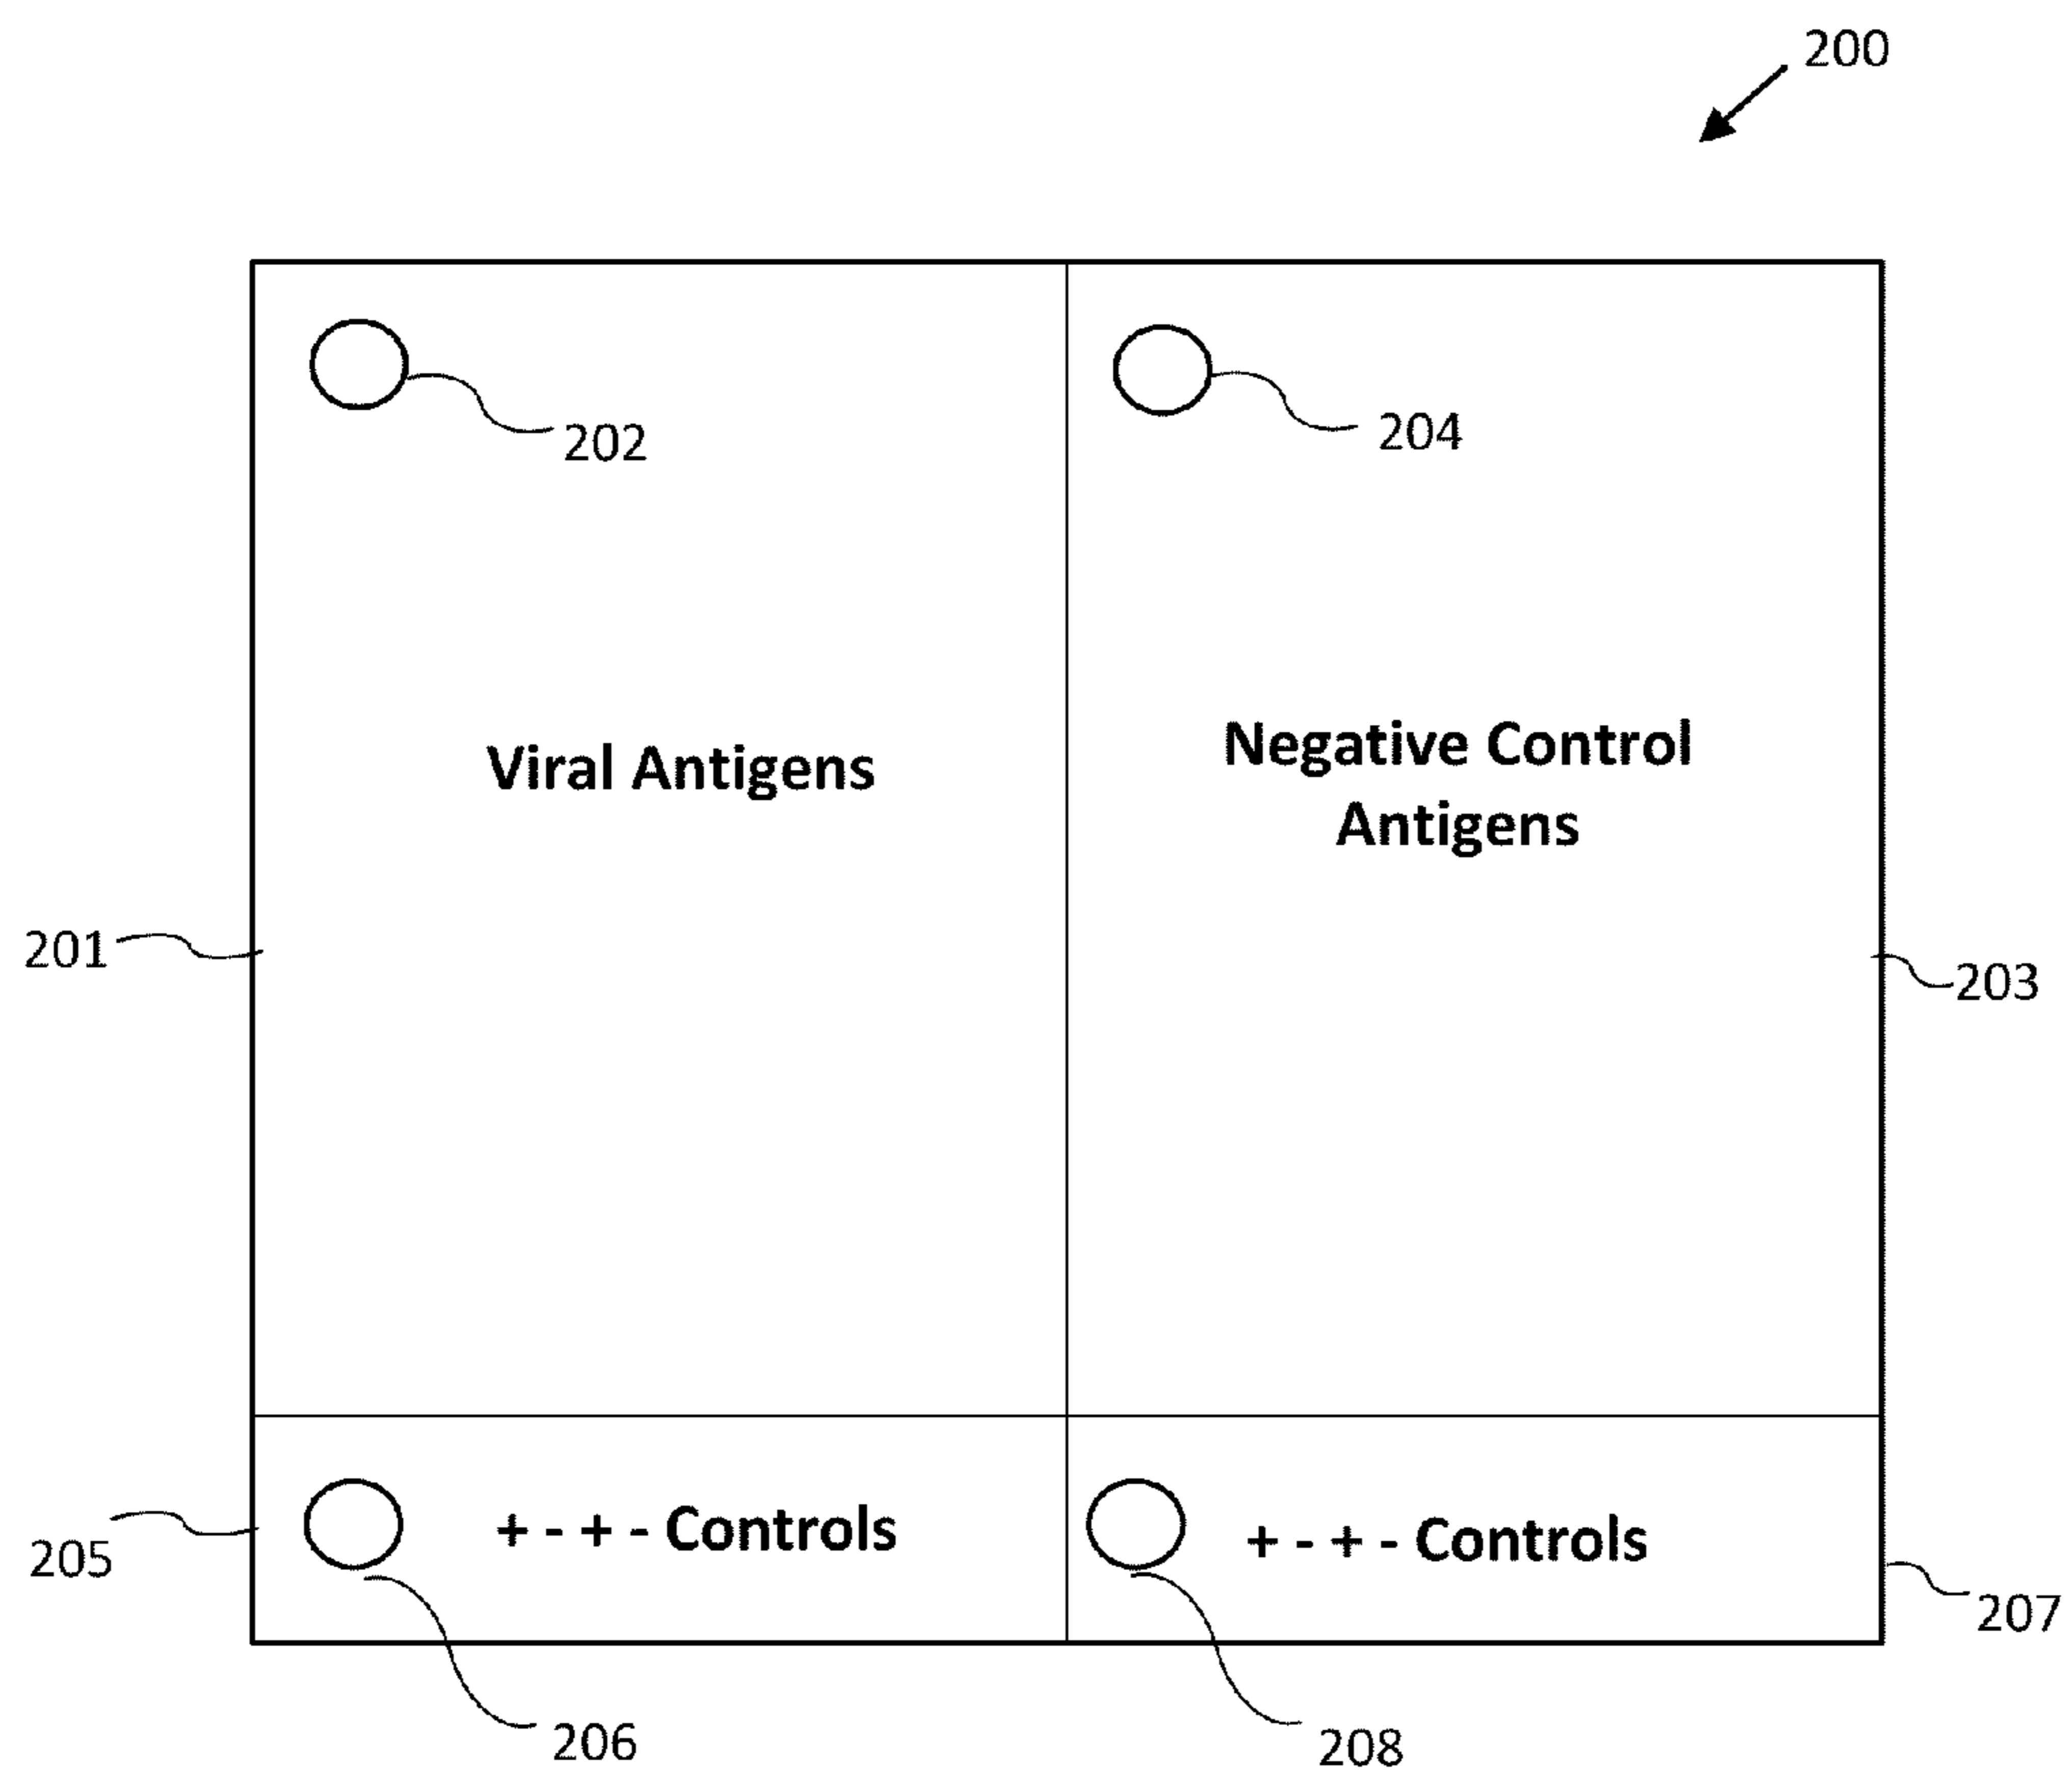 200
202
204
Viral Antigens
Negative Control
Antigens
201
203
+ - + - Controls
+ - + - Controls
205
207
206
208